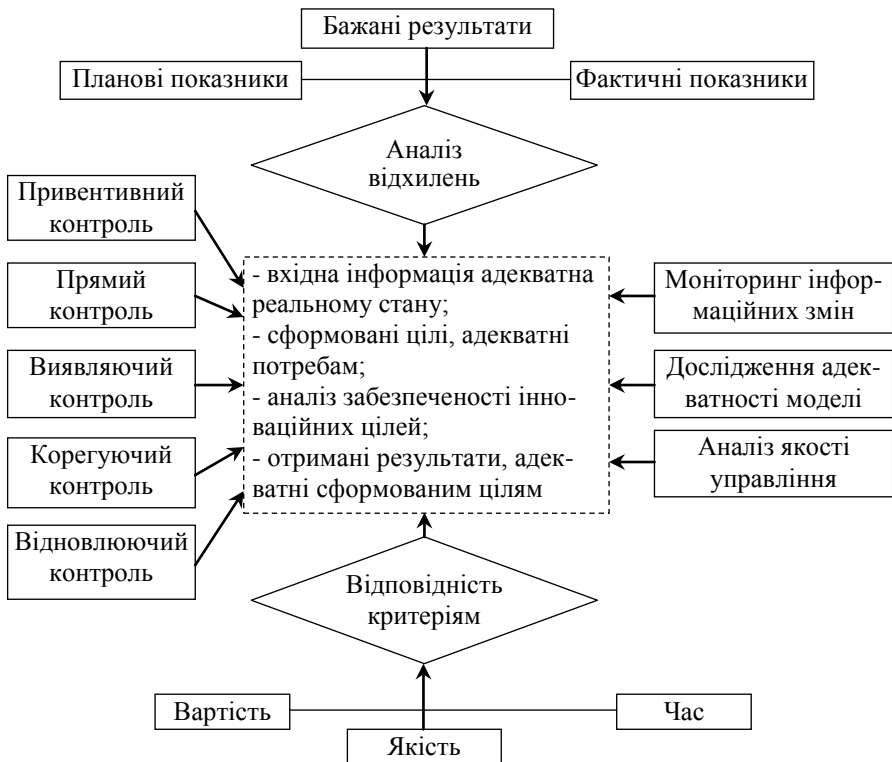 Бажані результати
Планові показники
Фактичні показники
Аналіз
відхилень
Привентивний
контроль
Прямий
контроль
Виявляючий
контроль
Корегуючий
контроль
Відновлюючий
контроль
- вхідна інформація адекватна
реальному стану;
- сформовані цілі, адекватні
потребам;
- аналіз забезпеченості інно-
ваційних цілей;
- отримані результати, адек-
ватні сформованим цілям
Моніторинг інфор-
маційних змін
Дослідження адек-
ватності моделі
Аналіз якості
управління
Відповідність
критеріям
Вартість
Час
Якість